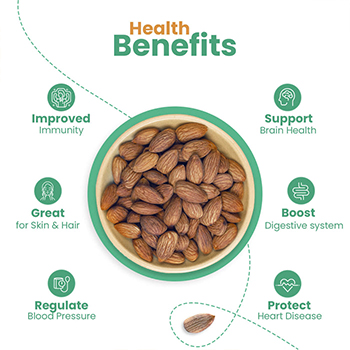 Health
Benefits
Improved
Immunity
Support
Brain Health
Great
for Skin & Hair
Boost
Digestive system
Regulate
Blood Pressure
Protect
Heart Disease